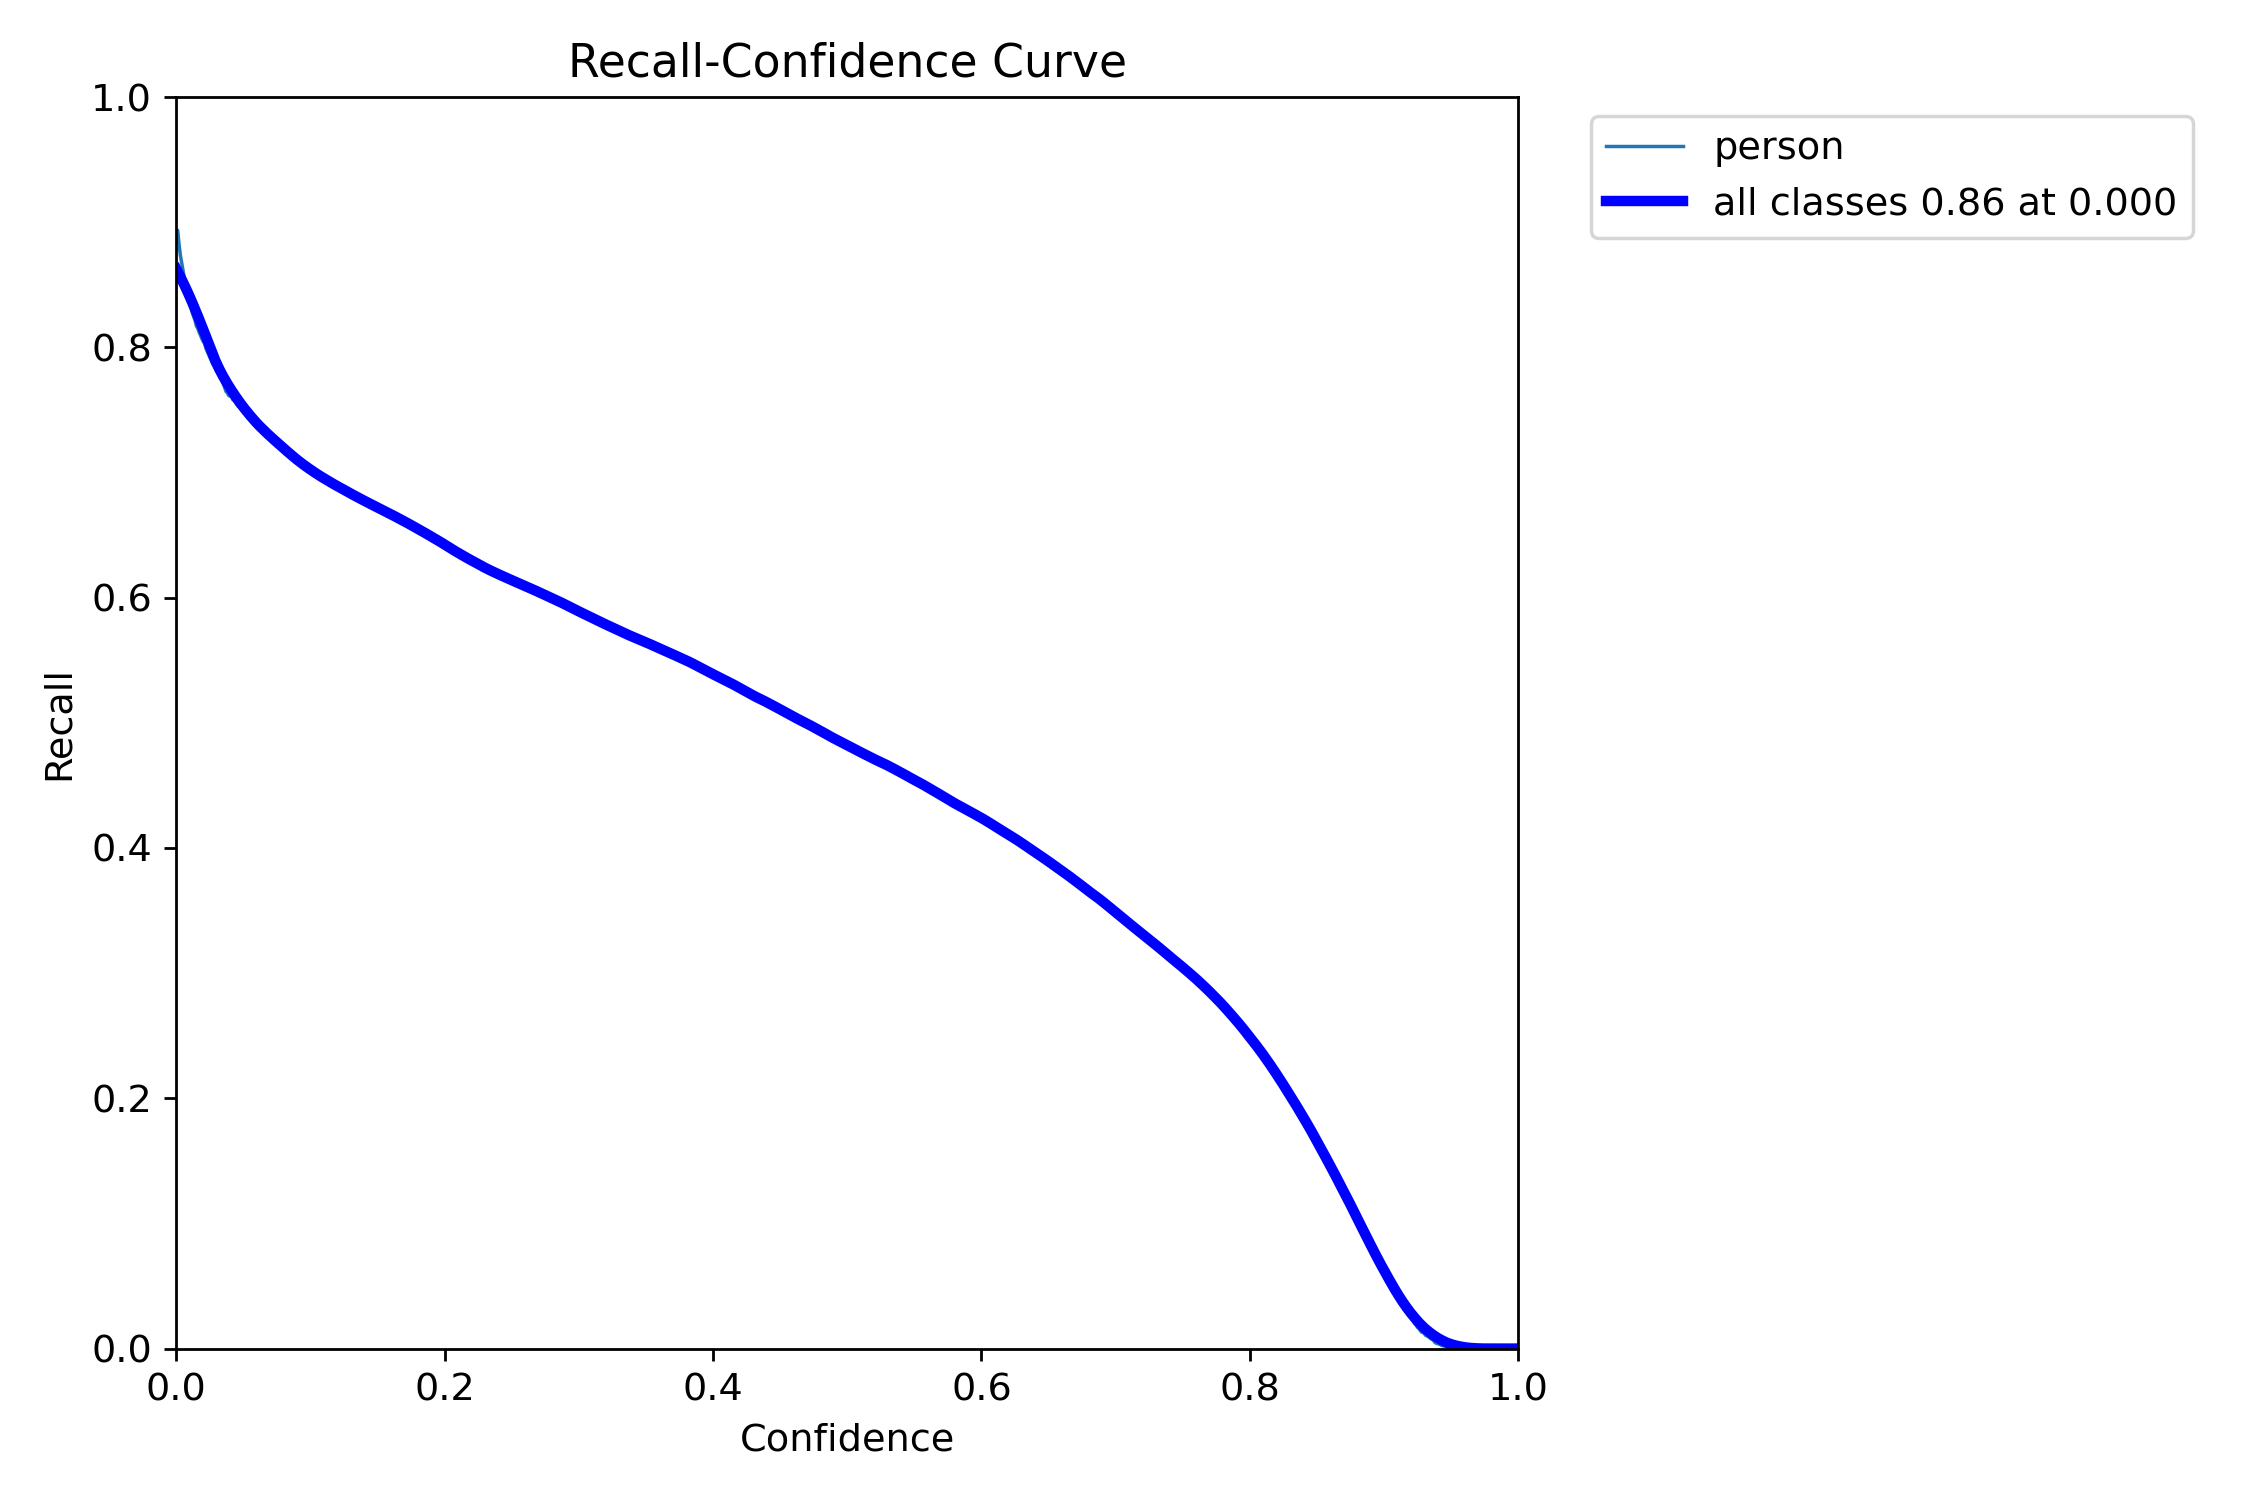 Recall-Confidence Curve
1.0
0.8
0.6
0.4
0.2
0.0
Recall
0.0 0.2 0.4 0.6 0.8 1.0
Confidence
person
all classes 0.86 at 0.000